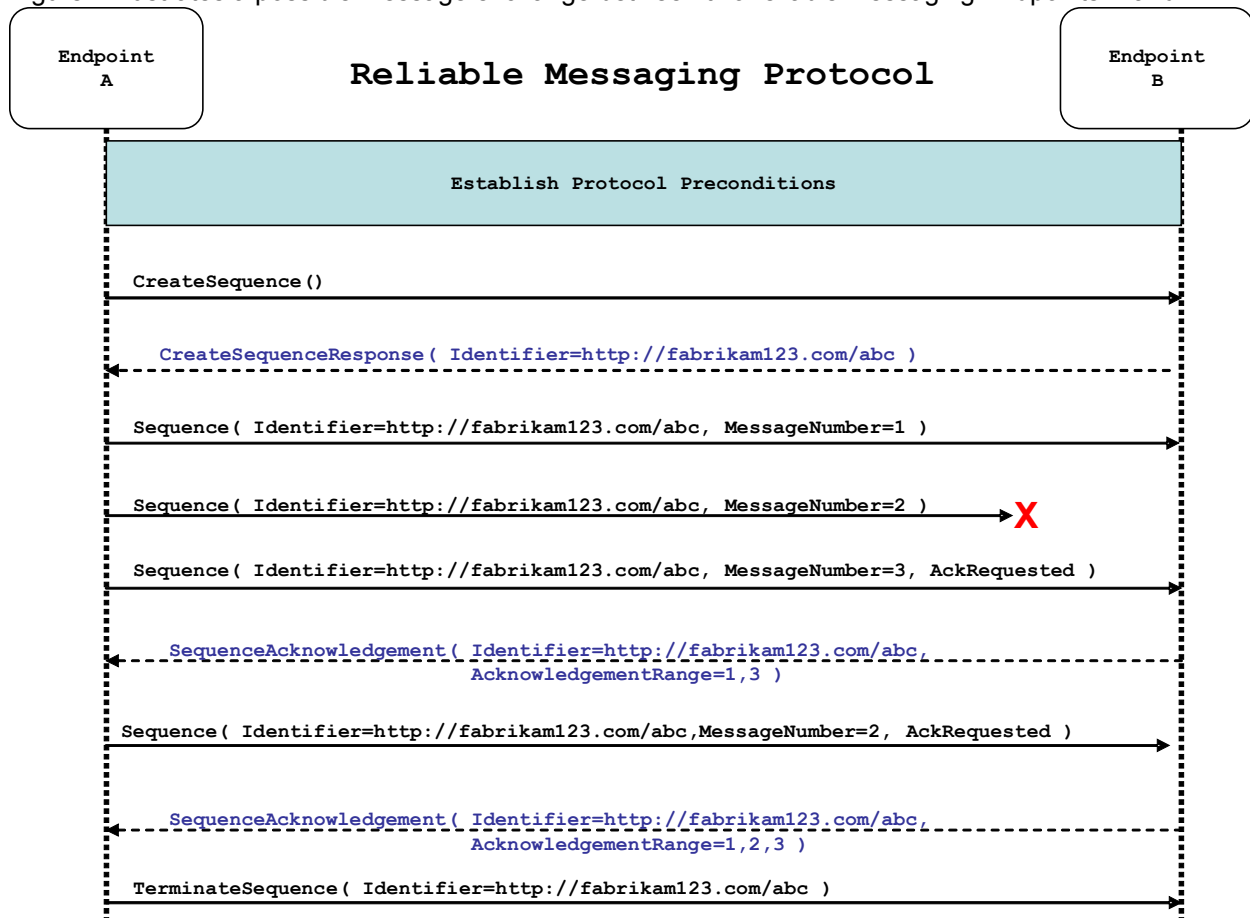 Endpoint
A
Reliable Messaging Protocol
Endpoint
B
Establish Protocol Preconditions
CreateSequence()
CreateSequenceResponse( Identifier=http://fabrikam123.com/abc )
Sequence( Identifier=http://fabrikam123.com/abc, MessageNumber=1 )
Sequence( Identifier=http://fabrikam123.com/abc, MessageNumber=2 )
X
Sequence( Identifier=http://fabrikam123.com/abc, MessageNumber=3, AckRequested )
SequenceAcknowledgement( Identifier=http://fabrikam123.com/abc,
AcknowledgementRange=1,3 )
Sequence( Identifier=http://fabrikam123.com/abc,MessageNumber=2, AckRequested )
SequenceAcknowledgement( Identifier=http://fabrikam123.com/abc,
AcknowledgementRange=1,2,3 )
TerminateSequence( Identifier=http://fabrikam123.com/abc )